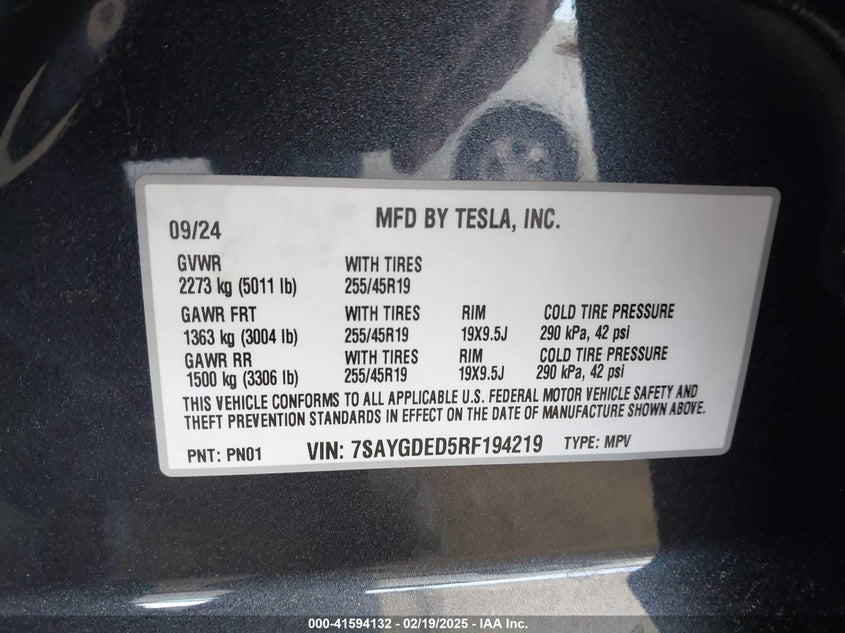 09/24 MFD BY TESLA, INC.
GVWR WITH TIRES
2273 kg (5011 lb) 255/45R19
GAWR FRT WITH TIRES RIM COLD TIRE PRESSURE
1363 kg (3004 lb) 255/45R19 19X9.5J 290 kPa, 42 psi
GAWR RR WITH TIRES RIM COLD TIRE PRESSURE
1500 kg (3306 lb) 255/45R19 19X9.5J 290 kPa, 42 psi
THIS VEHICLE CONFORMS TO ALL APPLICABLE U.S. FEDERAL MOTOR VEHICLE SAFETY AND
THEFT PREVENTION STANDARDS IN EFFECT ON THE DATE OF MANUFACTURE SHOWN ABOVE.
PNT: PN01 VIN: 7SAYGDED5RF194219 TYPE: MPV
000-41594132 - 02/19/2025 - IAA Inc.